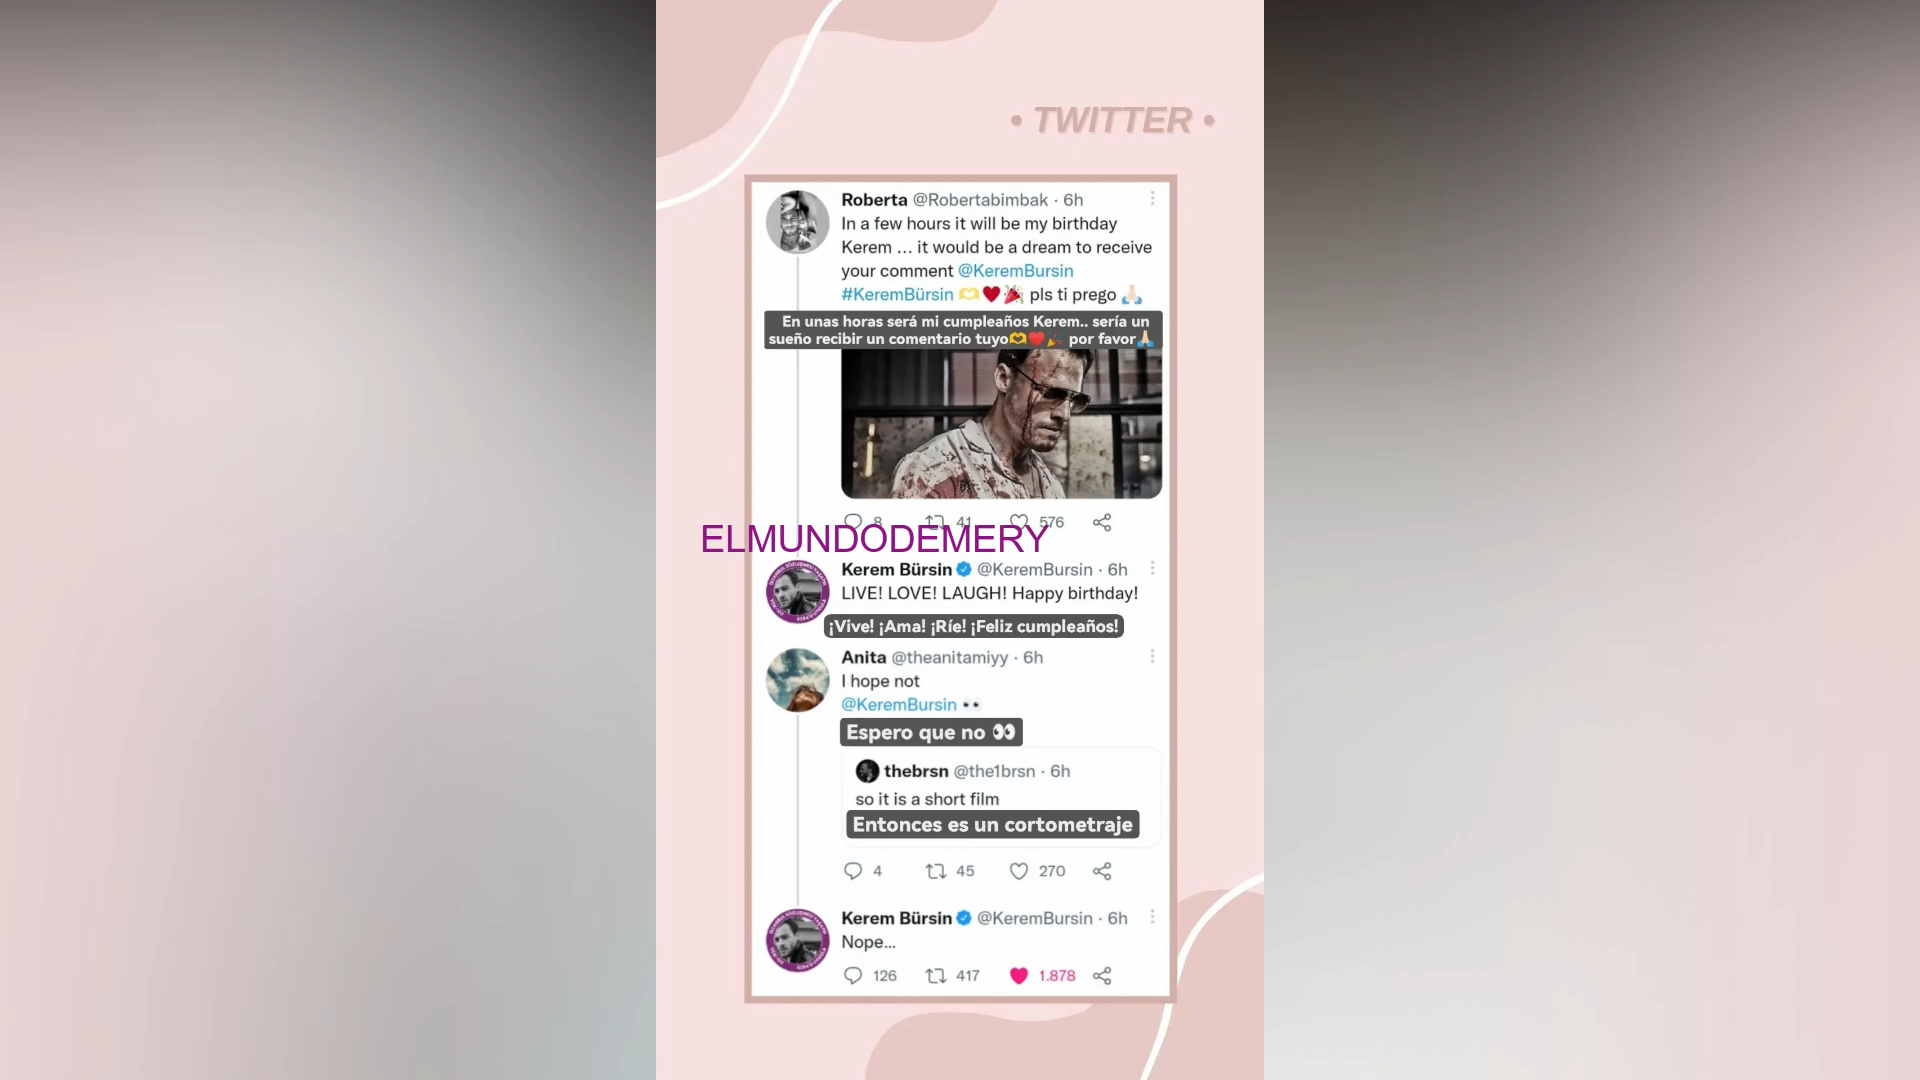 • TWITTER •
Roberta @Robertabimbak · 6h
In a few hours it will be my birthday
Kerem ... it would be a dream to receive
your comment @KeremBursin
#KeremBürsin 🫶♥️🎉 pls ti prego 🙏🏻
En unas horas será mi cumpleaños Kerem.. sería un
sueño recibir un comentario tuyo🫶♥️🎉 por favor🙏🏼
8 41 576
ELMUNDODEMERY
Kerem Bürsin @KeremBursin · 6h
LIVE! LOVE! LAUGH! Happy birthday!
¡Vive! ¡Ama! ¡Ríe! ¡Feliz cumpleaños!
Anita @theanitamiyy · 6h
I hope not
@KeremBursin 👀
Espero que no 👀
thebrsn @the1brsn · 6h
so it is a short film
Entonces es un cortometraje
4 45 270
Kerem Bürsin @KeremBursin · 6h
Nope...
126 417 1.878